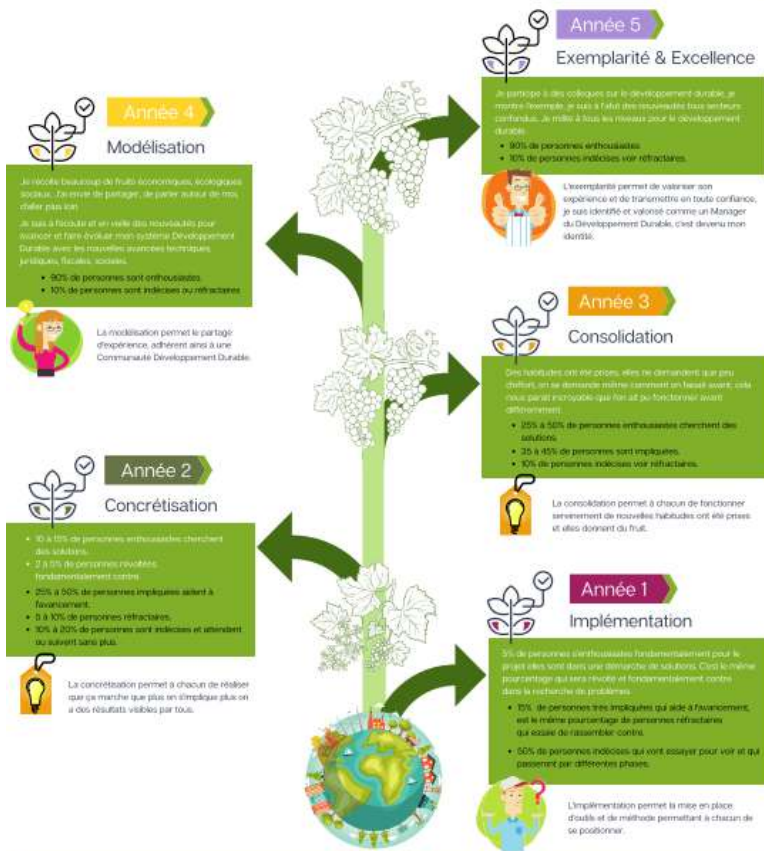 Année 5
Exemplarité & Excellence
Je participe à des colloques sur le développement durable, je
montre l'exemple, je suis à l'afût des nouveautés tous secteurs
confondus. Je milite à tous les niveaux pour le développement
durable.
• 90% de personnes enthousiastes
• 10% de personnes indécises voir réfractaires.
L'exemplarité permet de valoriser son
expérience et de transmettre en toute confiance,
je suis identifié et valorisé comme un Manager
du Développement Durable, c'est devenu mon
identité.
Année 4
Modélisation
Je récolte beaucoup de fruits économiques, écologiques
sociaux. J'ai envie de partager, de parler autour de moi,
d'aller plus loin
Je suis à l'écoute et en veille des nouveautés pour
avancer et faire évoluer mon système Développement
Durable avec les nouvelles avancées techniques
juridiques, fiscales, sociales.
• 90% de personnes sont enthousiastes.
• 10% de personnes sont indécises ou réfractaires
La modélisation permet le partage
d'expérience, adhérent ainsi à une
Communauté Développement Durable.
Année 3
Consolidation
Des habitudes ont été prises, elles ne demandent que peu
d'effort, on se demande même comment on faisait avant, cela
nous parait incroyable que l'on ait pu fonctionner avant
différemment
• 25% à 50% de personnes enthousiastes cherchent des
solutions.
• 35 à 45% de personnes sont impliquées.
• 10% de personnes indécises voir réfractaires.
La consolidation permet à chacun de fonctionner
sereinement de nouvelles habitudes ont été prises
et elles donnent du fruit.
Année 2
Concrétisation
• 10 à 15% de personnes enthousiastes cherchent
des solutions.
• 2 à 5% de personnes révoltées
fondamentalement contre.
• 25% à 50% de personnes impliquées aident à
l'avancement.
• 5 à 10% de personnes réfractaires,
• 10% à 20% de personnes sont indécises et attendent
ou suivent sans plus.
La concrétisation permet à chacun de réaliser
que ça marche que plus on s'implique plus on
a des résultats visibles par tous.
Année 1
Implémentation
5% de personnes s'enthousiastes fondamentalement pour le
projet elles sont dans une démarche de solutions. C'est le même
pourcentage qui sera révolté et fondamentalement contre
dans la recherche de problèmes.
• 15% de personnes très impliquées qui aide à l'avancement,
est le même pourcentage de personnes réfractaires
qui essaie de rassembler contre.
• 50% de personnes indécises qui vont essayer pour voir et qui
passeront par différentes phases.
L'implémentation permet la mise en place
d'outils et de méthode permettant à chacun de
se positionner.